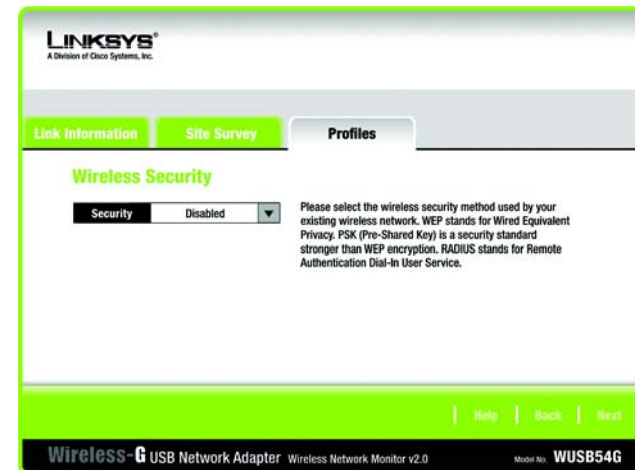 LINKSYS®
A Division of Cisco Systems, Inc.
Link Information Site Survey Profiles
Wireless Security
Security Disabled
Please select the wireless security method used by your
existing wireless network. WEP stands for Wired Equivalent
Privacy. PSK (Pre-Shared Key) is a security standard
stronger than WEP encryption. RADIUS stands for Remote
Authentication Dial-In User Service.
Help Back Next
Wireless-G USB Network Adapter Wireless Network Monitor v2.0 Model No. WUSB54G